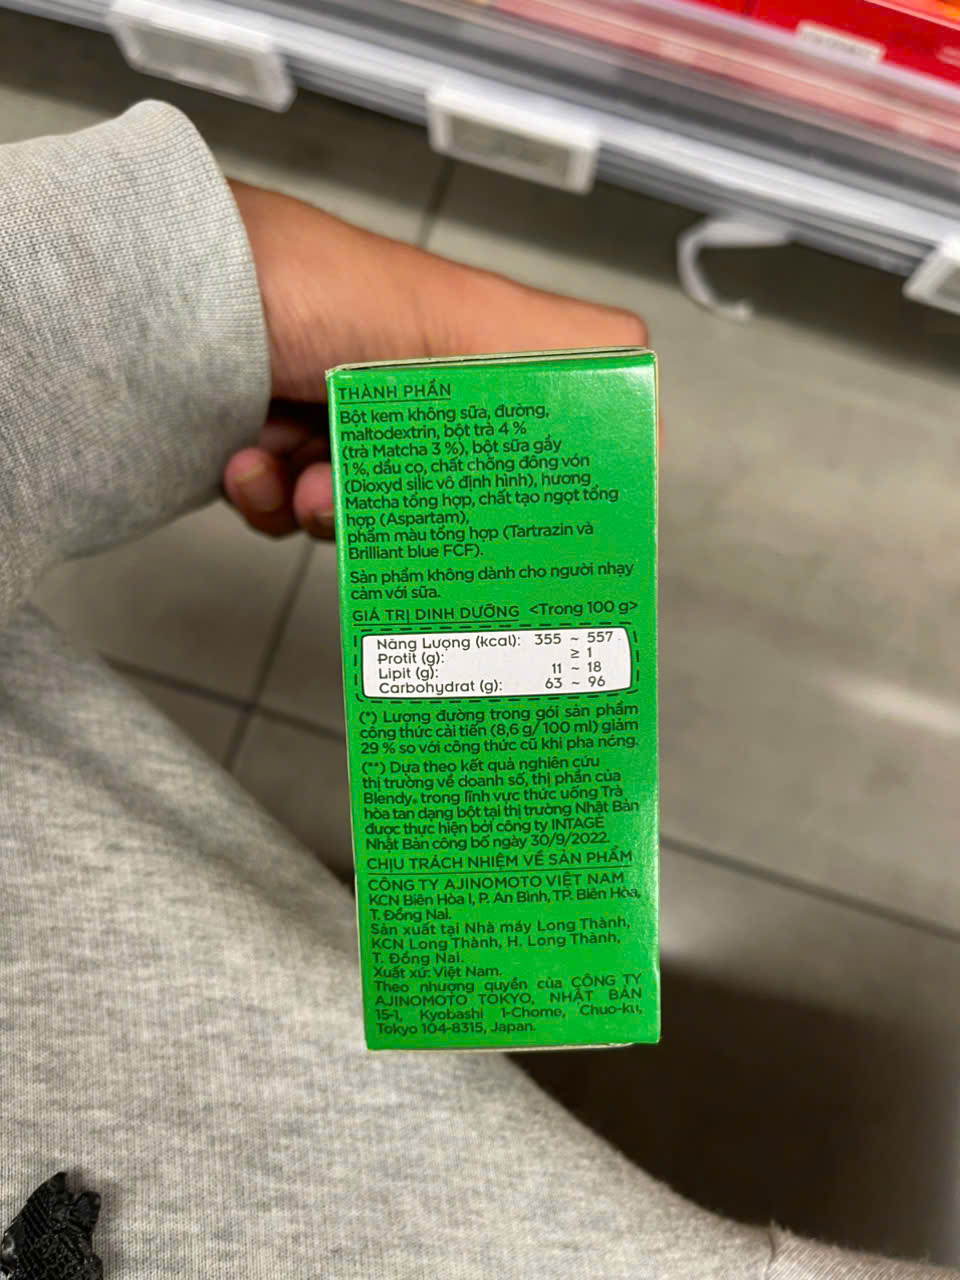 THÀNH PHẦN
Bột kem không sữa, đường,
maltodextrin, bột trà 4 %
(trà Matcha 3 %), bột sữa gầy
1 %, dầu cọ, chất chống đông vón
(Dioxyd silic vô định hình), hương
Matcha tổng hợp, chất tạo ngọt tổng
hợp (Aspartam),
phẩm màu tổng hợp (Tartrazin và
Brilliant blue FCF).
Sản phẩm không dành cho người nhạy
cảm với sữa.
GIÁ TRỊ DINH DƯỠNG <Trong 100 g>
Năng Lượng (kcal): 355 ~ 557
Protit (g): ≥ 1
Lipit (g): 11 ~ 18
Carbohydrat (g): 63 ~ 96
(*) Lượng đường trong gói sản phẩm
công thức cải tiến (8,6 g/100 ml) giảm
29 % so với công thức cũ khi pha nóng.
(**) Dựa theo kết quả nghiên cứu
thị trường về doanh số, thị phần của
Blendy® trong lĩnh vực thức uống Trà
hòa tan dạng bột tại thị trường Nhật Bản
được thực hiện bởi công ty INTAGE
Nhật Bản công bố ngày 30/9/2022.
CHỊU TRÁCH NHIỆM VỀ SẢN PHẨM
CÔNG TY AJINOMOTO VIỆT NAM
KCN Biên Hòa I, P. An Bình, TP. Biên Hòa,
T. Đồng Nai.
Sản xuất tại Nhà máy Long Thành,
KCN Long Thành, H. Long Thành,
T. Đồng Nai.
Xuất xứ: Việt Nam.
Theo nhượng quyền của CÔNG TY
AJINOMOTO TOKYO, NHẬT BẢN
15-1, Kyobashi 1-Chome, Chuo-ku,
Tokyo 104-8315, Japan.